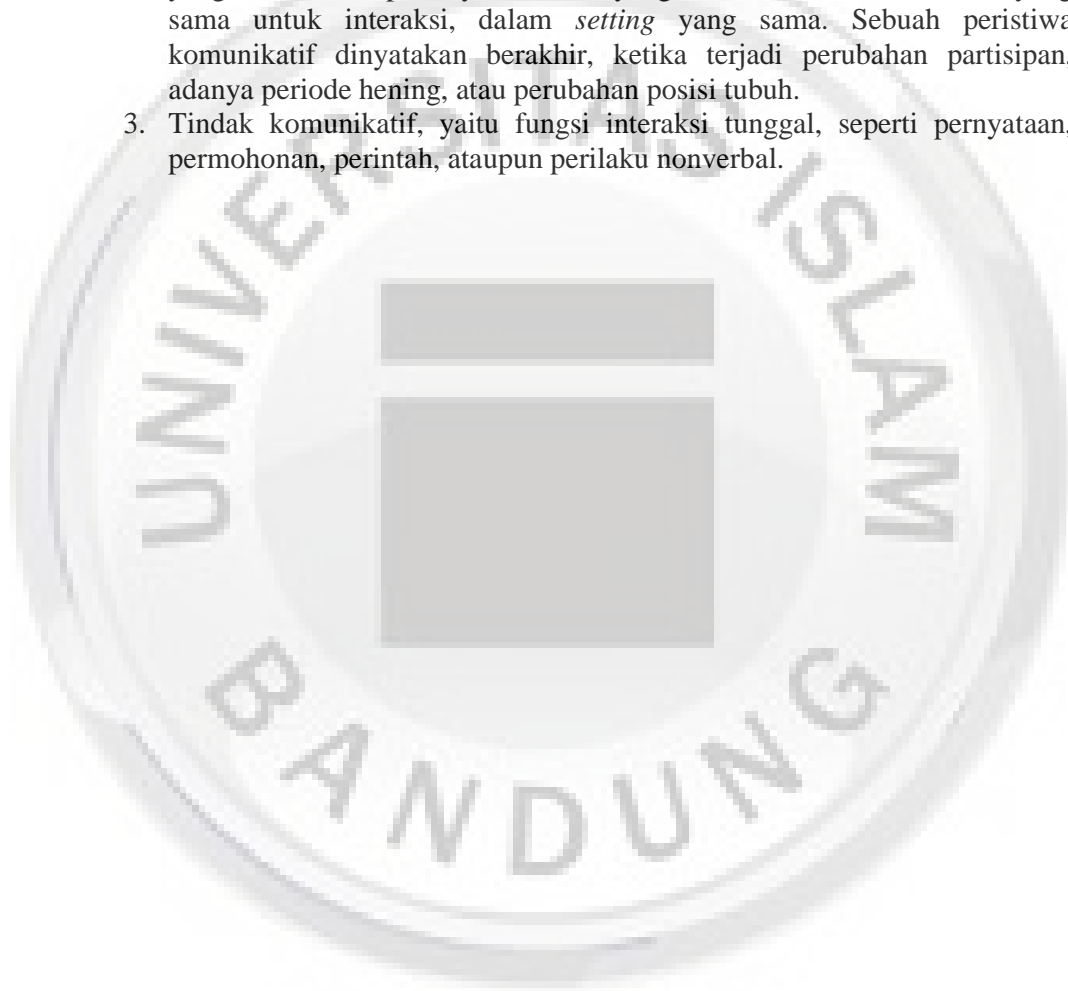 sama untuk interaksi, dalam setting yang sama. Sebuah peristiwa
komunikatif dinyatakan berakhir, ketika terjadi perubahan partisipan,
adanya periode hening, atau perubahan posisi tubuh.
3. Tindak komunikatif, yaitu fungsi interaksi tunggal, seperti pernyataan,
permohonan, perintah, ataupun perilaku nonverbal.
UNIVERSITAS ISLAM
BANDUNG